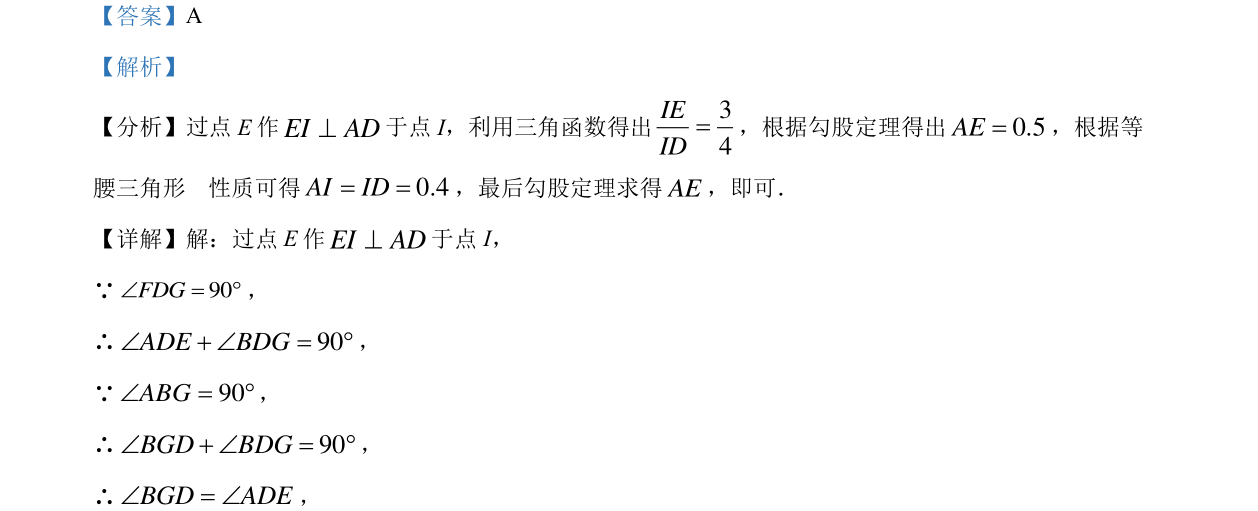 【答案】A
【解析】
【分析】过点 E 作 EI ⊥ AD 于点 I，利用三角函数得出 IE/ID = 3/4，根据勾股定理得出 AE = 0.5，根据等
腰三角形 性质可得 AI = ID = 0.4，最后勾股定理求得 AE，即可．
【详解】解：过点 E 作 EI ⊥ AD 于点 I，
∵ ∠FDG = 90°，
∴ ∠ADE + ∠BDG = 90°，
∵ ∠ABG = 90°，
∴ ∠BGD + ∠BDG = 90°，
∴ ∠BGD = ∠ADE，